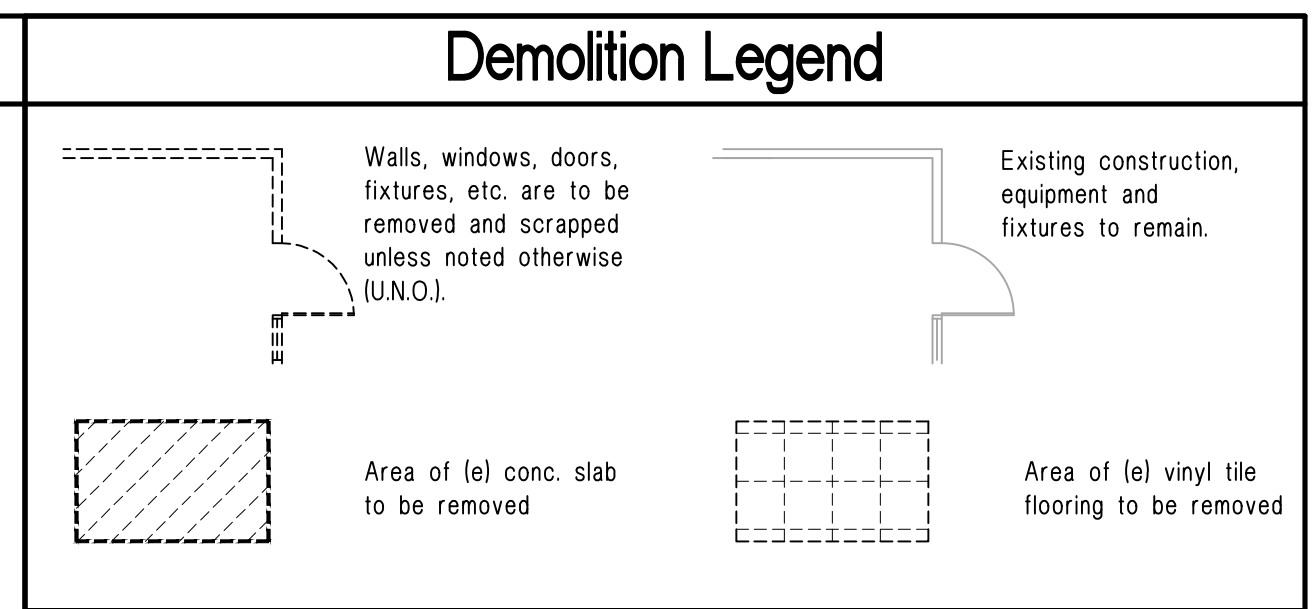 Demolition Legend
Walls, windows, doors,
fixtures, etc. are to be
removed and scrapped
unless noted otherwise
(U.N.O.).
Existing construction,
equipment and
fixtures to remain.
Area of (e) conc. slab
to be removed
Area of (e) vinyl tile
flooring to be removed